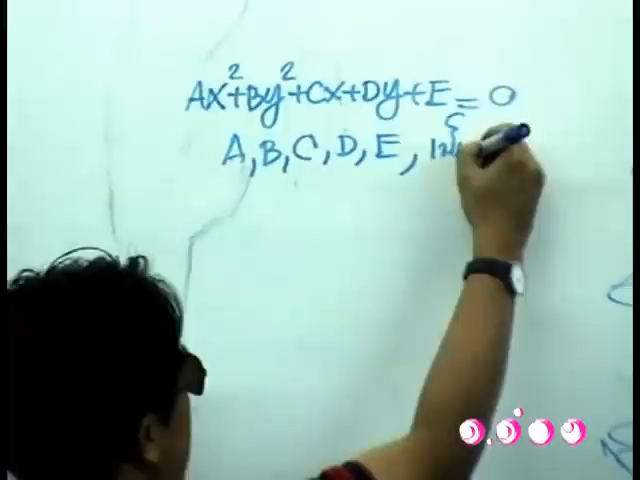 Ax²+By²+Cx+Dy+E=0
A, B, C, D, E,